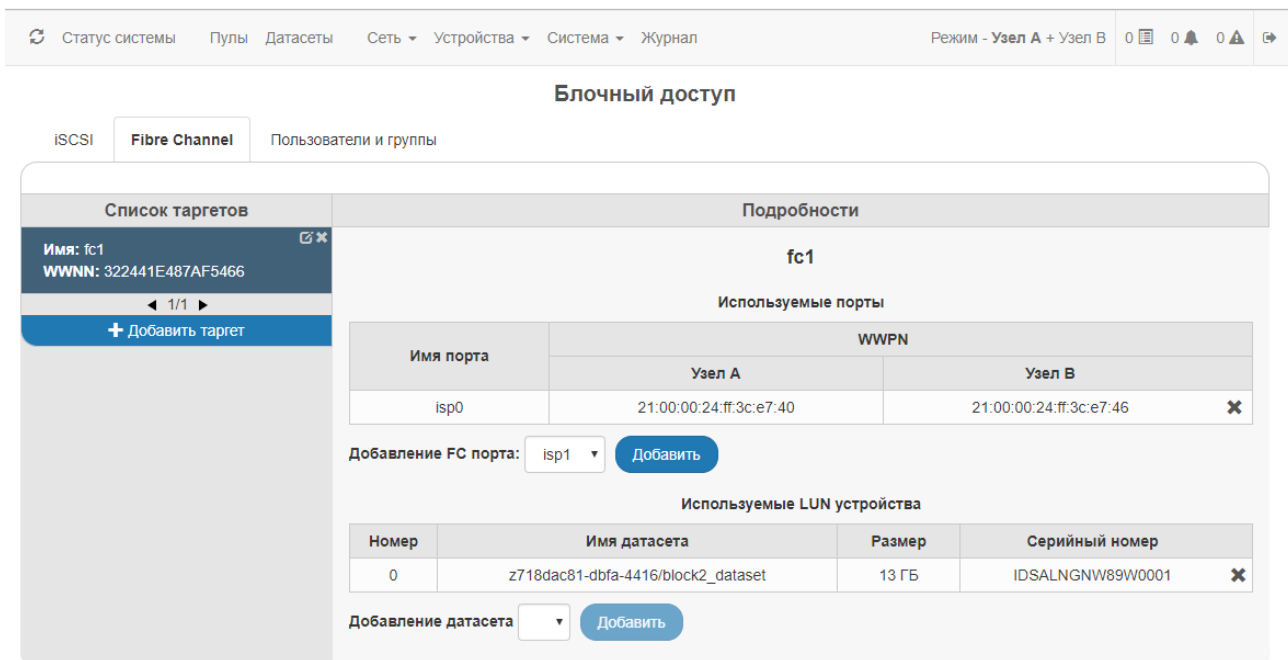 Статус системы Пулы Датасеты Сеть Устройства Система Журнал Режим - Узел A + Узел B 0 0 0
Блочный доступ
iSCSI Fibre Channel Пользователи и группы
Список таргетов Подробности
Имя: fc1
WWNN: 322441E487AF5466
1/1
Добавить таргет
fc1
Используемые порты
Имя порта WWPN
Узел A Узел B
isp0 21:00:00:24:ff:3c:e7:40 21:00:00:24:ff:3c:e7:46
Добавление FC порта: isp1 Добавить
Используемые LUN устройства
Номер Имя датасета Размер Серийный номер
0 z718dac81-dbfa-4416/block2_dataset 13 ГБ IDSALNGNW89W0001
Добавление датасета Добавить